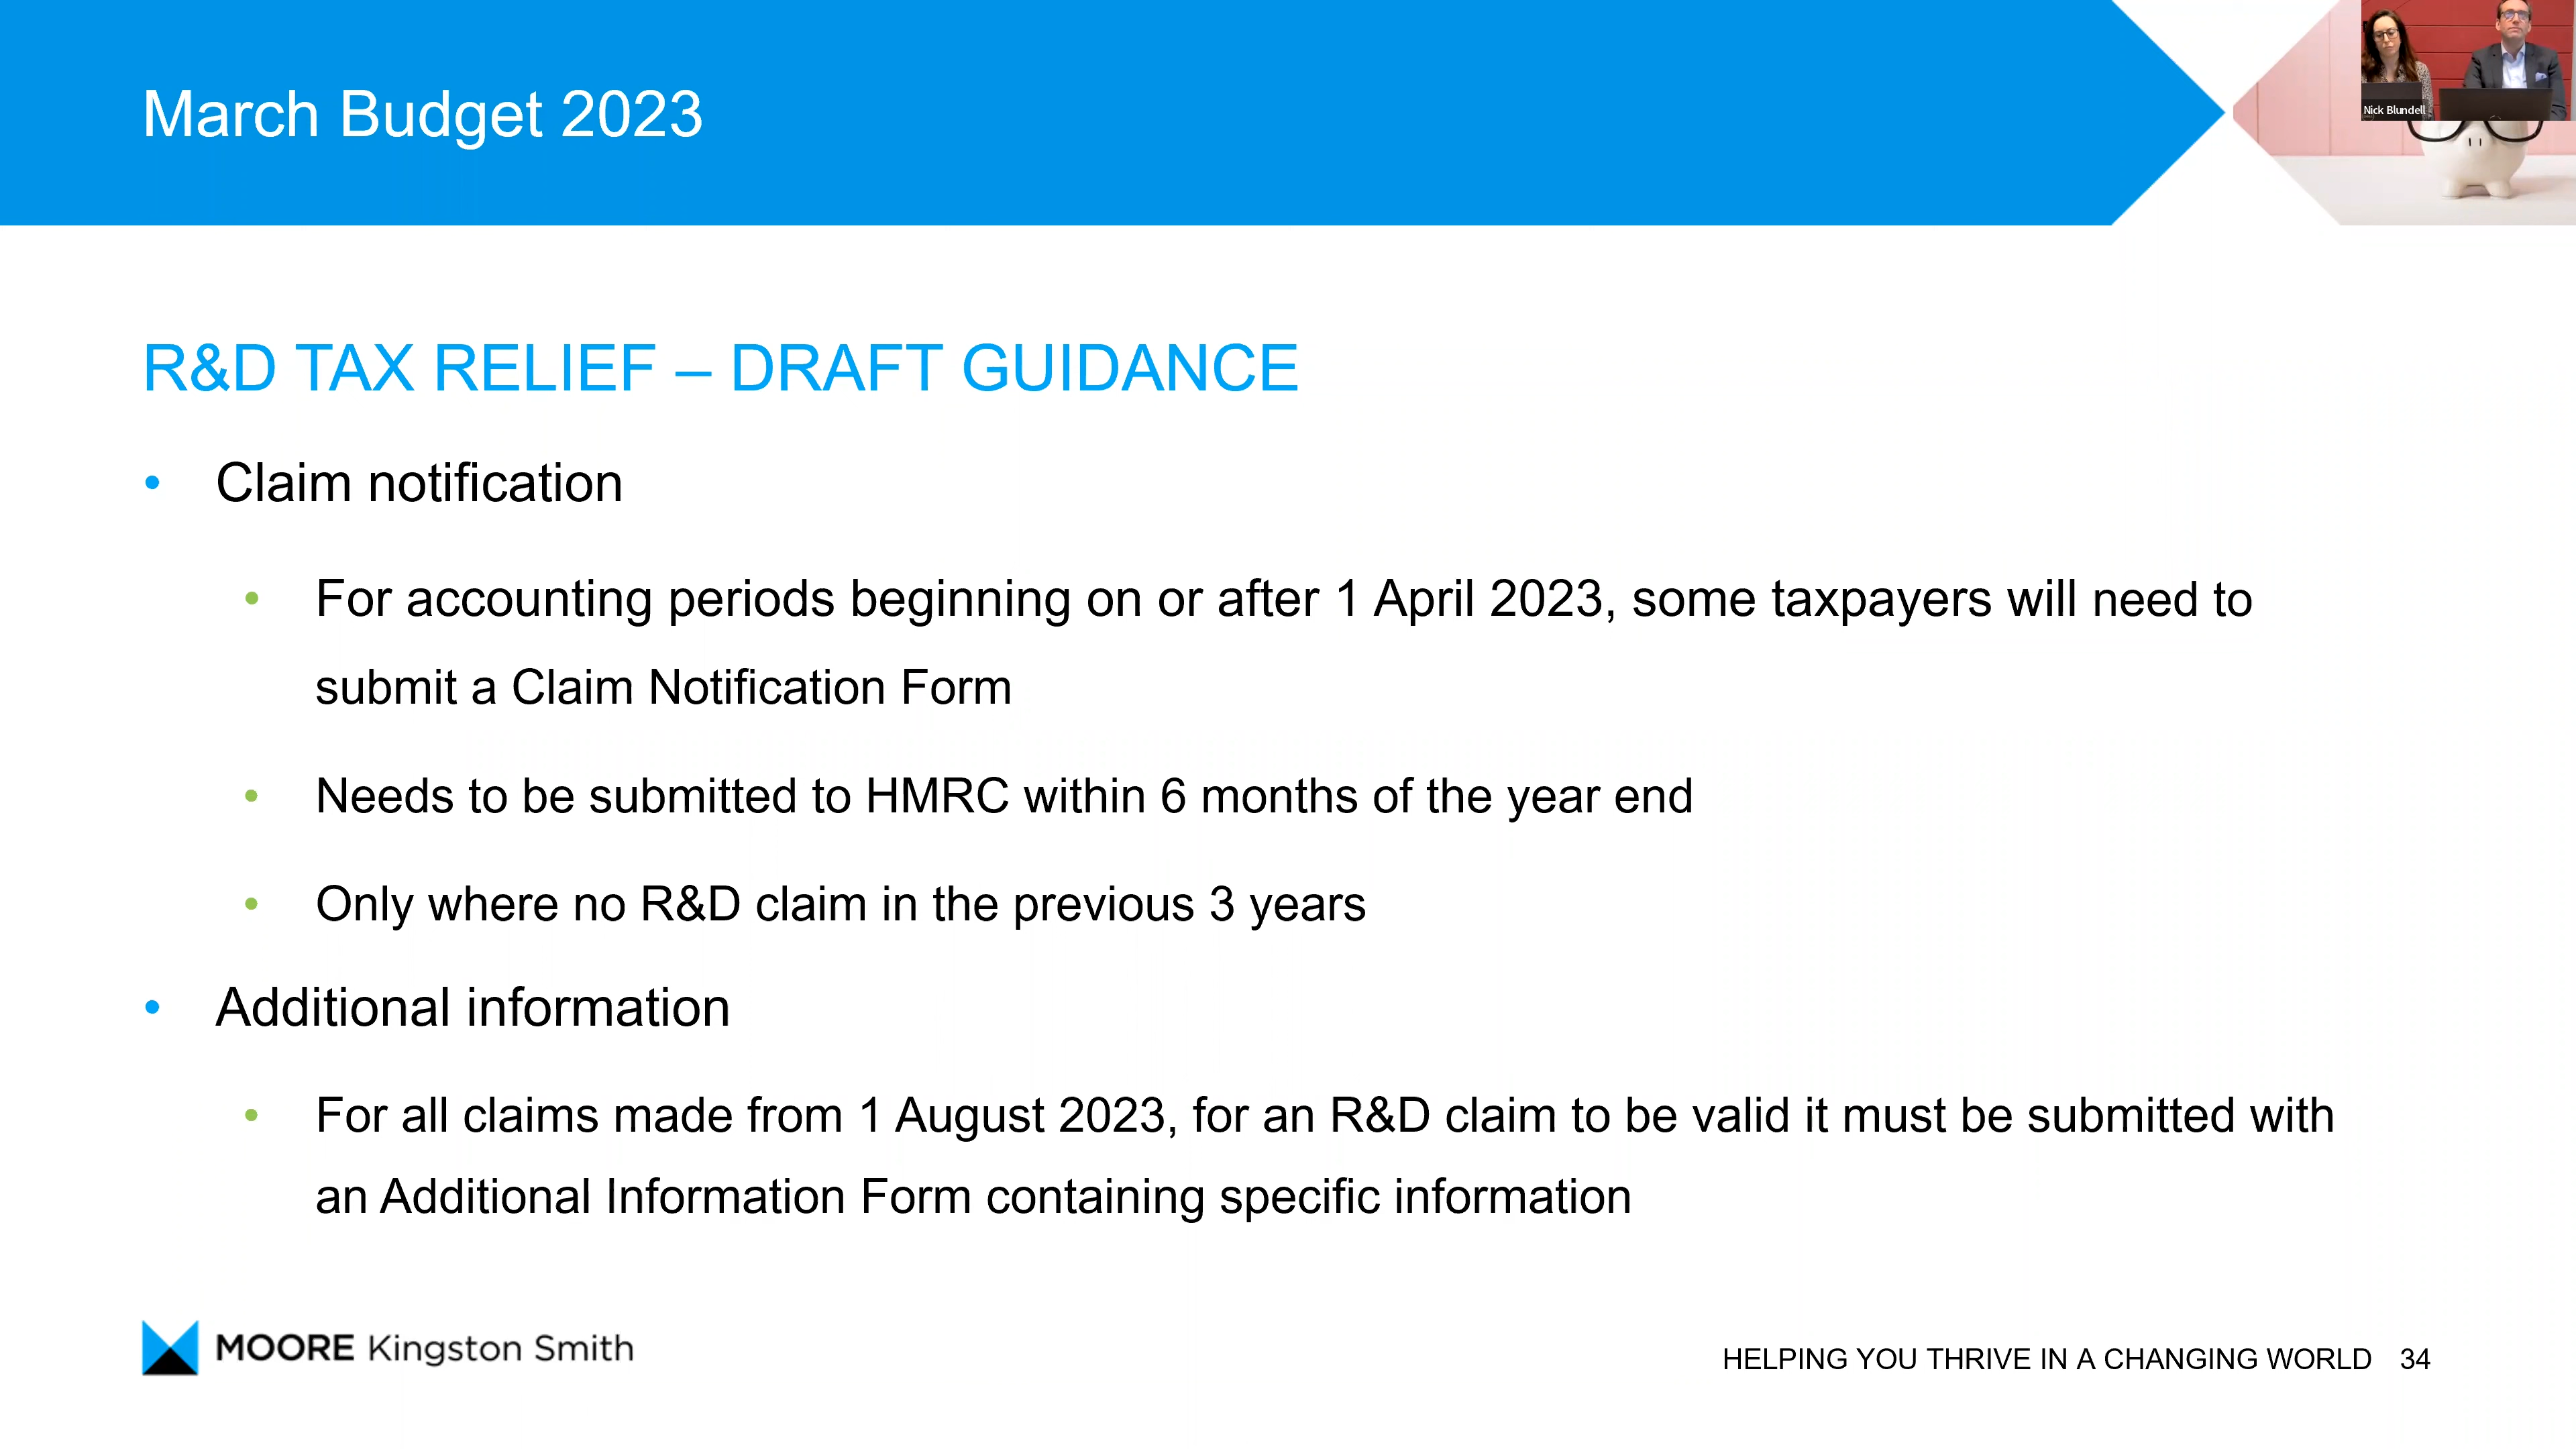 March Budget 2023
Nick Blundell
R&D TAX RELIEF – DRAFT GUIDANCE
• Claim notification
• For accounting periods beginning on or after 1 April 2023, some taxpayers will need to
submit a Claim Notification Form
• Needs to be submitted to HMRC within 6 months of the year end
• Only where no R&D claim in the previous 3 years
• Additional information
• For all claims made from 1 August 2023, for an R&D claim to be valid it must be submitted with
an Additional Information Form containing specific information
MOORE Kingston Smith
HELPING YOU THRIVE IN A CHANGING WORLD 34